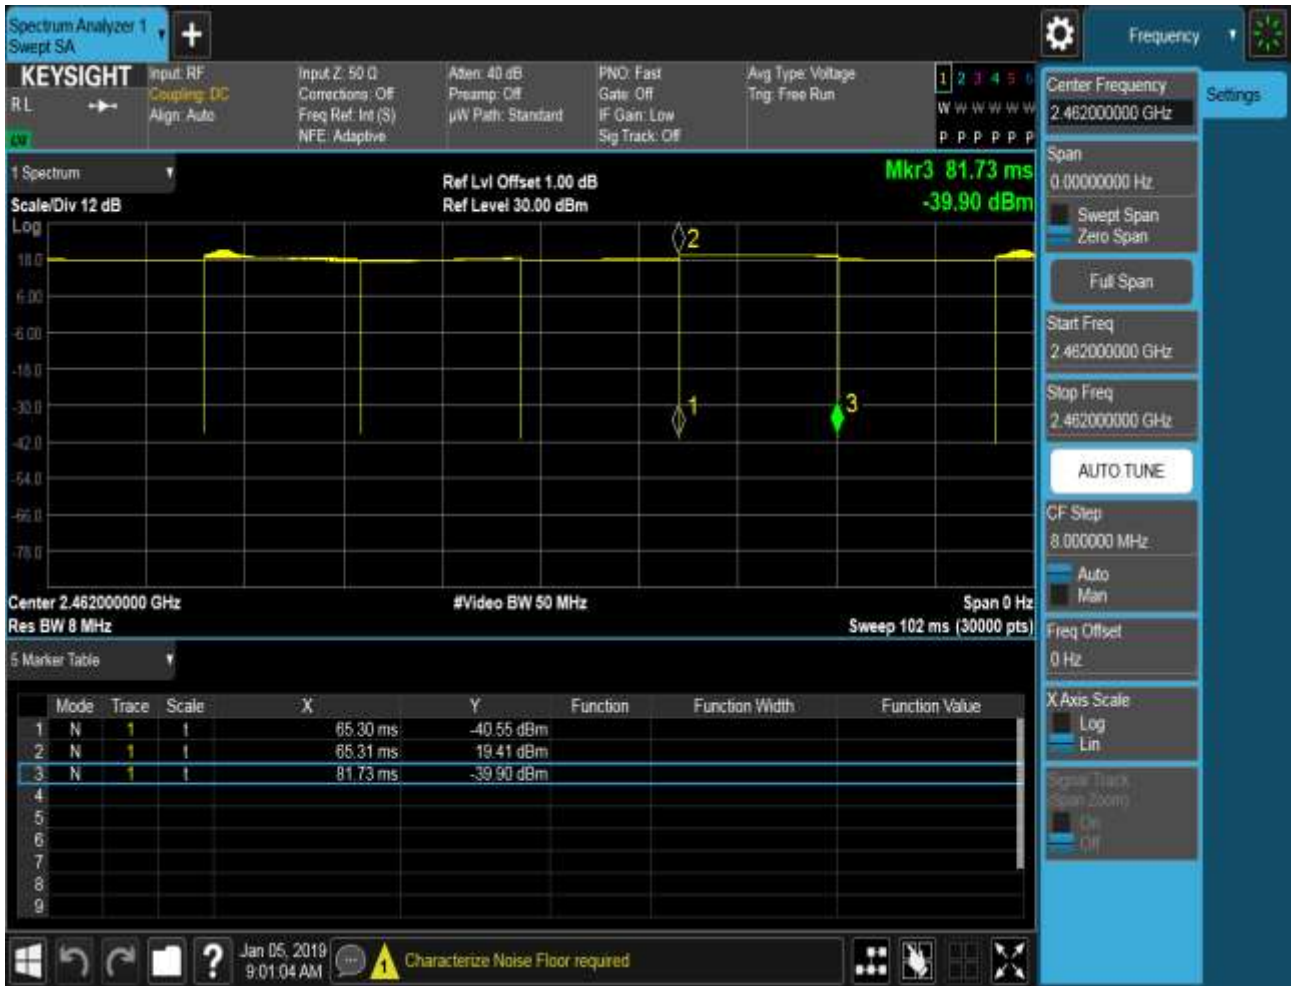 Spectrum Analyzer 1
Swept SA
+
Frequency
KEYSIGHT
RL
Input: RF
Coupling: DC
Align: Auto
Input Z: 50 Ω
Corrections: Off
Freq Ref: Int (S)
NFE: Adaptive
Atten: 40 dB
Preamp: Off
µW Path: Standard
PNO: Fast
Gate: Off
IF Gain: Low
Sig Track: Off
Avg Type: Voltage
Trig: Free Run
1 2 3 4 5 6
W W W W W W
P P P P P P
1 Spectrum
Scale/Div 12 dB
Ref Lvl Offset 1.00 dB
Ref Level 30.00 dBm
Mkr3 81.73 ms
-39.90 dBm
Log
18.0
6.00
-6.00
-18.0
-30.0
-42.0
-54.0
-66.0
-78.0
2
1
3
Center 2.462000000 GHz
#Video BW 50 MHz
Span 0 Hz
Res BW 8 MHz
Sweep 102 ms (30000 pts)
5 Marker Table
Mode Trace Scale X Y Function Function Width Function Value
1 N 1 t 65.30 ms -40.55 dBm
2 N 1 t 65.31 ms 19.41 dBm
3 N 1 t 81.73 ms -39.90 dBm
4
5
6
7
8
9
Center Frequency
2.462000000 GHz
Settings
Span
0.00000000 Hz
Swept Span
Zero Span
Full Span
Start Freq
2.462000000 GHz
Stop Freq
2.462000000 GHz
AUTO TUNE
CF Step
8.000000 MHz
Auto
Man
Freq Offset
0 Hz
X Axis Scale
Log
Lin
Signal Track
(Span Zoom)
On
Off
?
Jan 05, 2019
9:01:04 AM
1
Characterize Noise Floor required